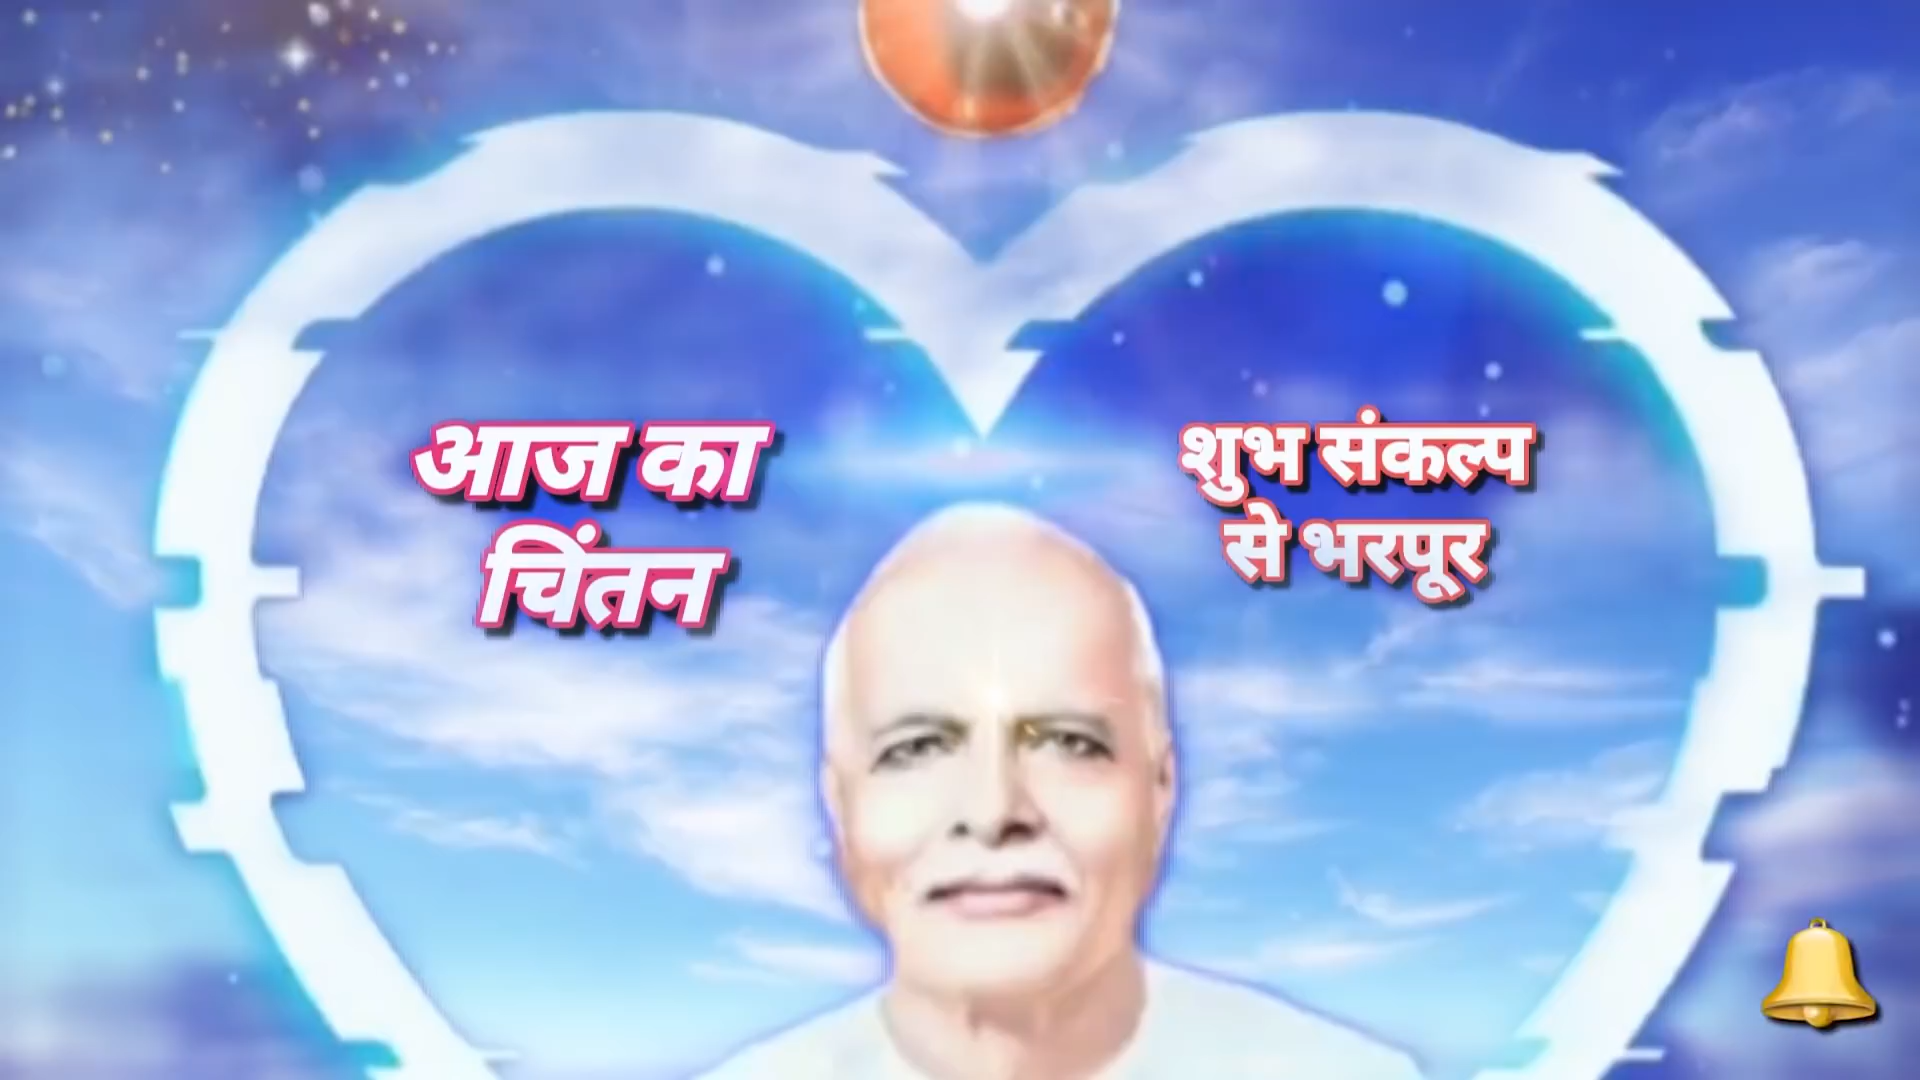 आज का
चिंतन
शुभ संकल्प
से भरपूर